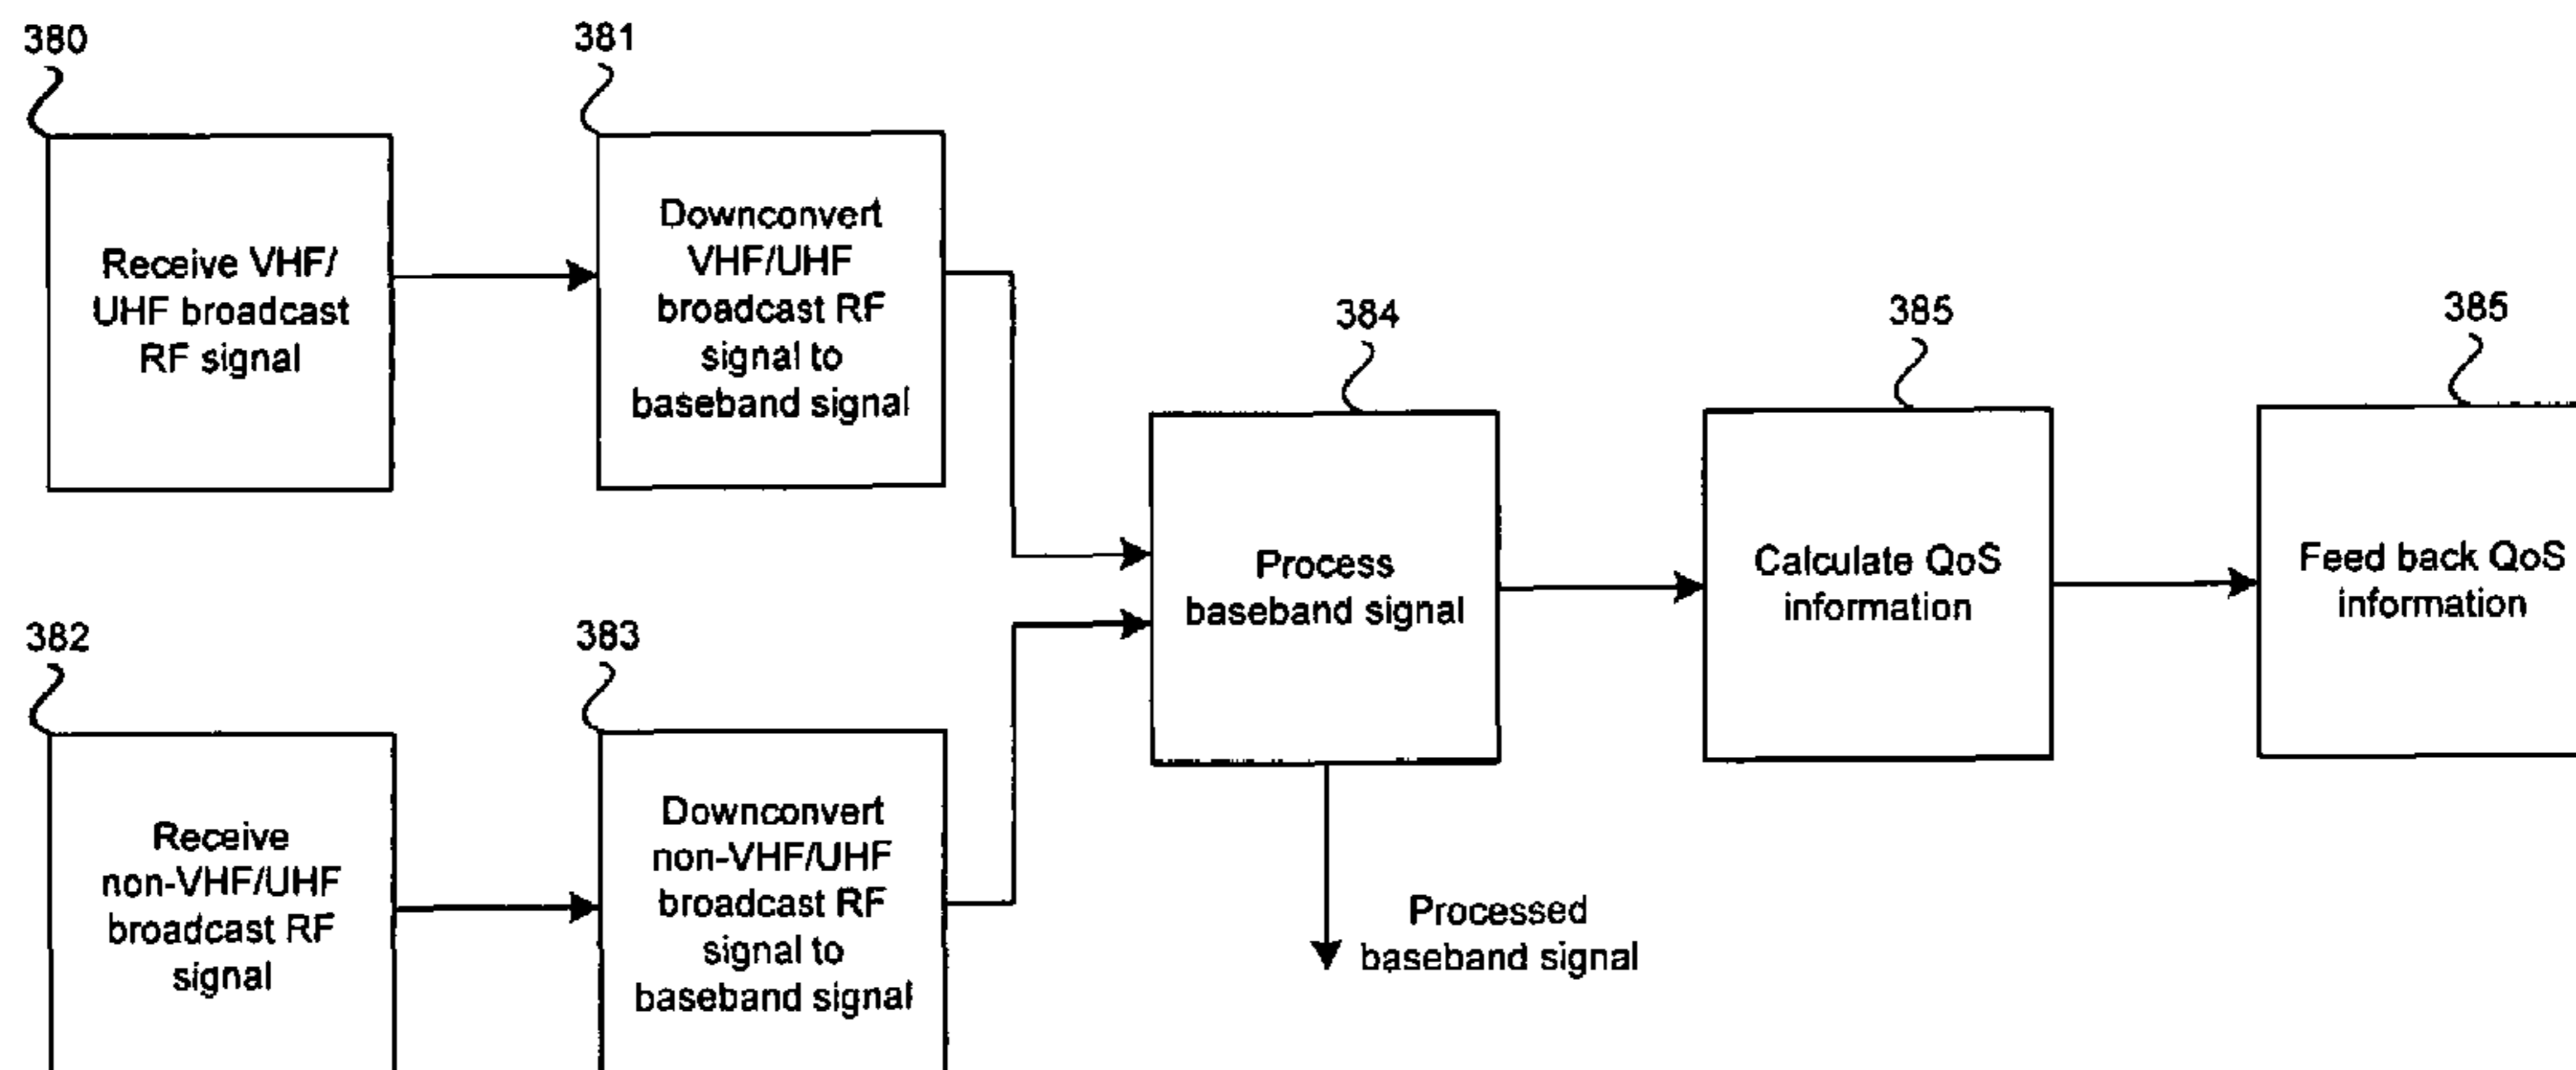 380
381
Receive VHF/
UHF broadcast
RF signal
Downconvert
VHF/UHF
broadcast RF
signal to
baseband signal
384
385
385
Process
baseband signal
Calculate QoS
information
Feed back QoS
information
382
383
Receive
non-VHF/UHF
broadcast RF
signal
Downconvert
non-VHF/UHF
broadcast RF
signal to
baseband signal
Processed
baseband signal